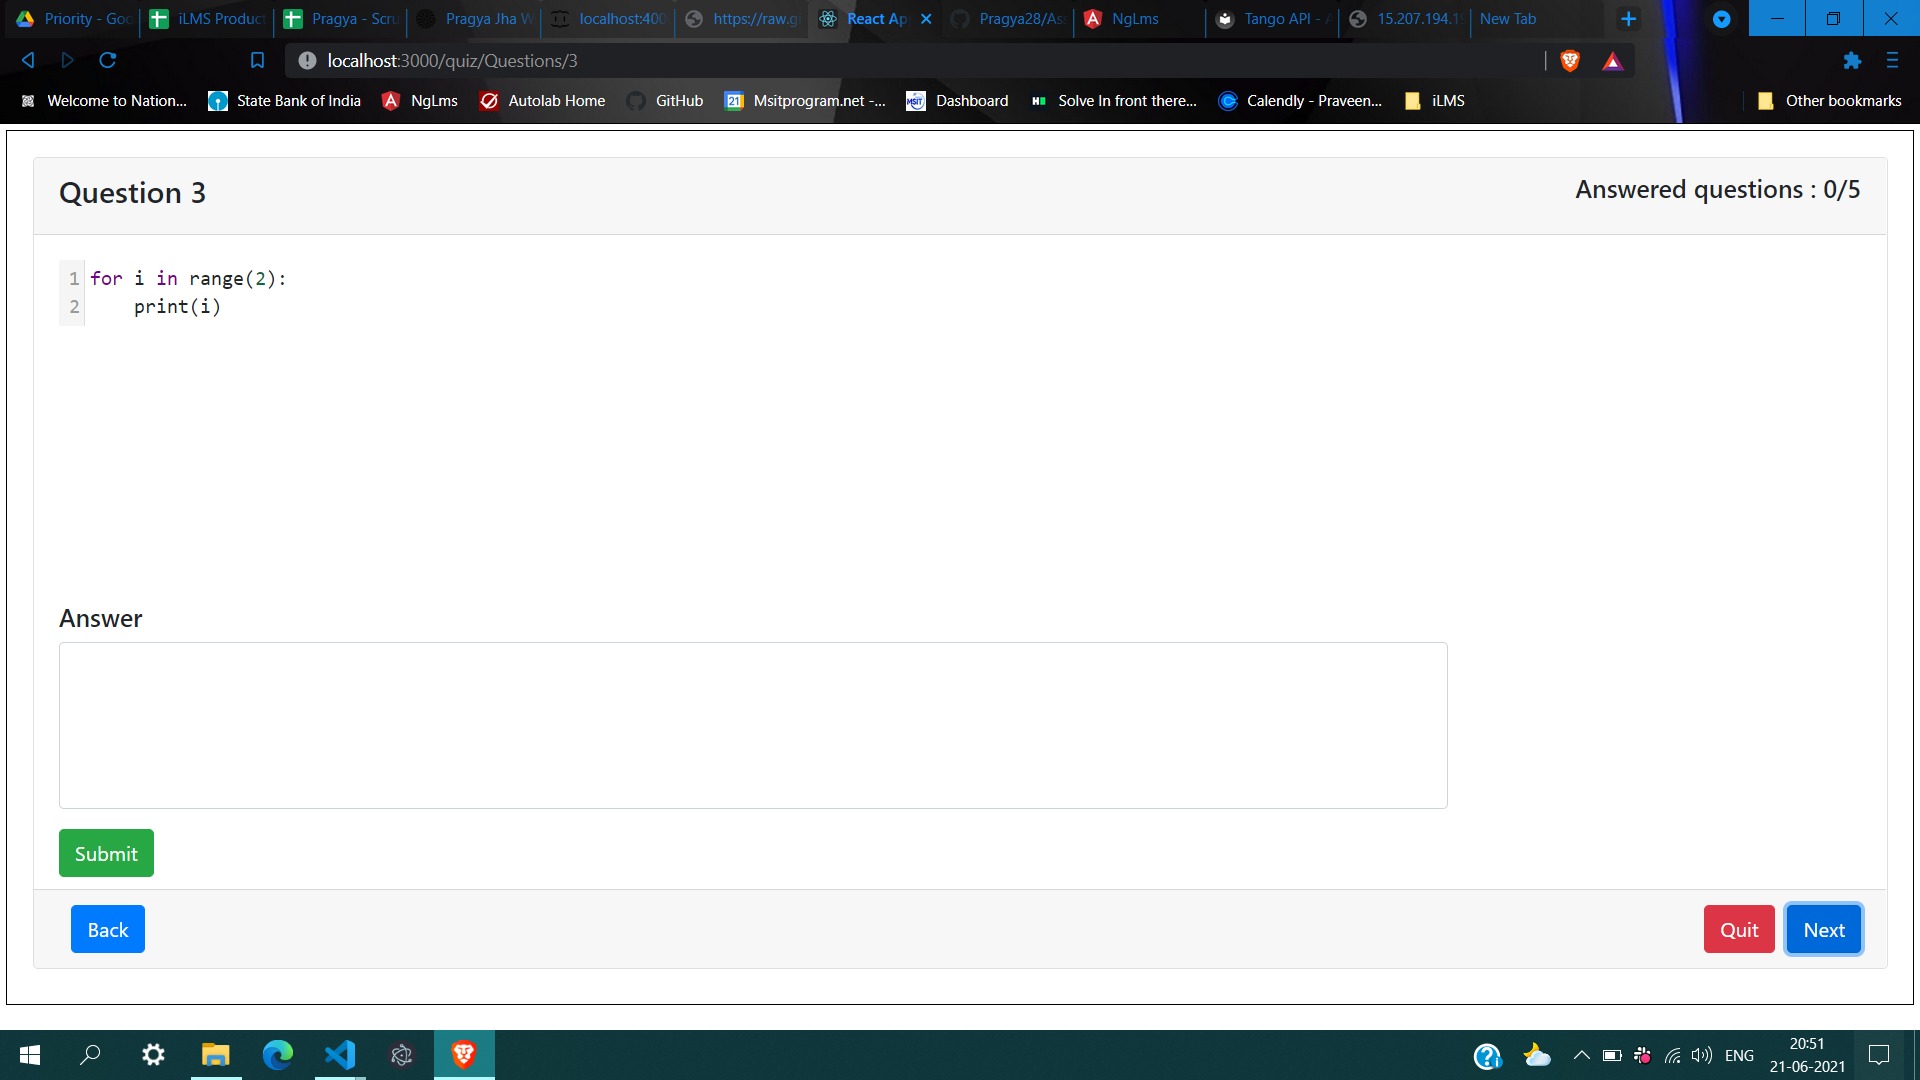 Priority - Goo iLMS Product Pragya - Scru Pragya Jha W localhost:400 https://raw.g React Ap Pragya28/As NgLms Tango API - A 15.207.194.19 New Tab
localhost:3000/quiz/Questions/3
Welcome to Nation... State Bank of India NgLms Autolab Home GitHub 21 Msitprogram.net -... MSIT Dashboard Solve In front there... Calendly - Praveen... iLMS Other bookmarks
Question 3 Answered questions : 0/5
1 for i in range(2):
2 print(i)
Answer
Submit
Back Quit Next
ENG 20:51
21-06-2021